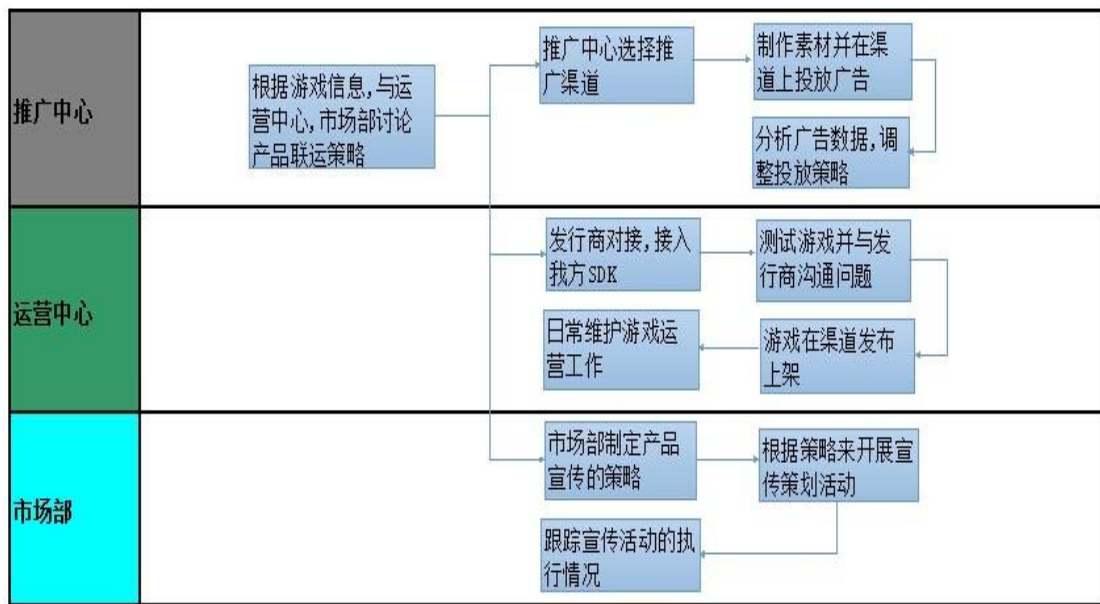 推广中心
根据游戏信息,与运
营中心,市场部讨论
产品联运策略
推广中心选择推
广渠道
制作素材并在渠
道上投放广告
分析广告数据,调
整投放策略
运营中心
发行商对接,接入
我方SDK
测试游戏并与发
行商沟通问题
日常维护游戏运
营工作
游戏在渠道发布
上架
市场部
市场部制定产品
宣传的策略
根据策略来开展宣
传策划活动
跟踪宣传活动的执
行情况